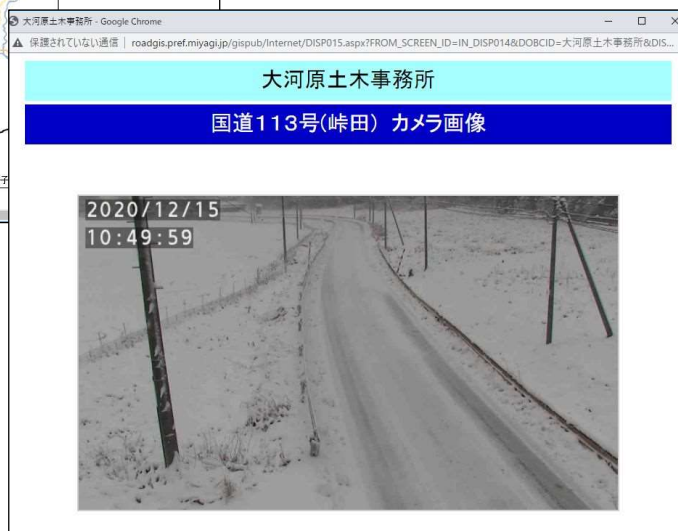 大河原土木事務所 - Google Chrome
保護されていない通信 | roadgis.pref.miyagi.jp/gispub/Internet/DISP015.aspx?FROM_SCREEN_ID=IN_DISP014&DOBCID=大河原土木事務所&DIS...
大河原土木事務所
国道113号(峠田) カメラ画像
子
2020/12/15
10:49:59